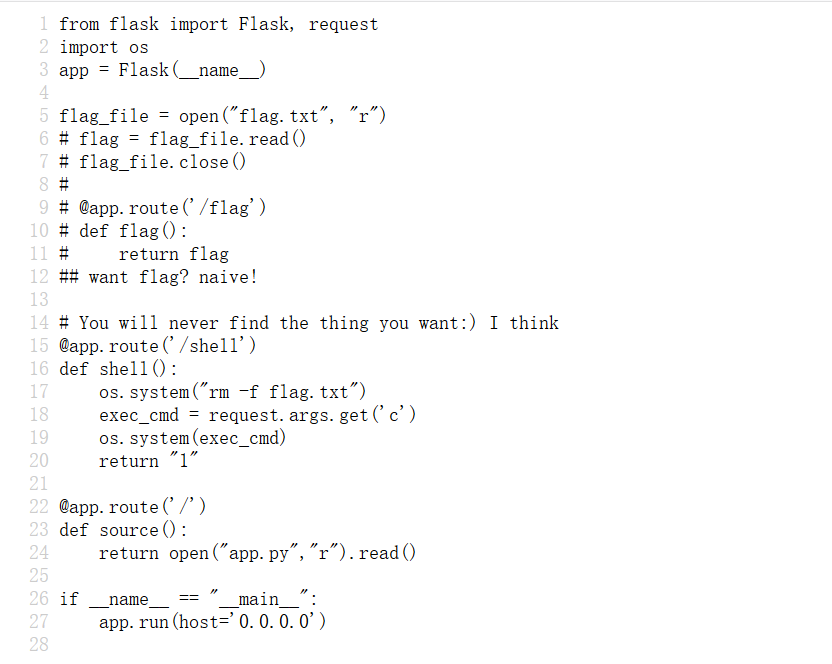 1 from flask import Flask, request
2 import os
3 app = Flask(__name__)
4
5 flag_file = open("flag.txt", "r")
6 # flag = flag_file.read()
7 # flag_file.close()
8 #
9 # @app.route('/flag')
10 # def flag():
11 #     return flag
12 ## want flag? naive!
13
14 # You will never find the thing you want:) I think
15 @app.route('/shell')
16 def shell():
17     os.system("rm -f flag.txt")
18     exec_cmd = request.args.get('c')
19     os.system(exec_cmd)
20     return "1"
21
22 @app.route('/')
23 def source():
24     return open("app.py","r").read()
25
26 if __name__ == "__main__":
27     app.run(host='0.0.0.0')
28